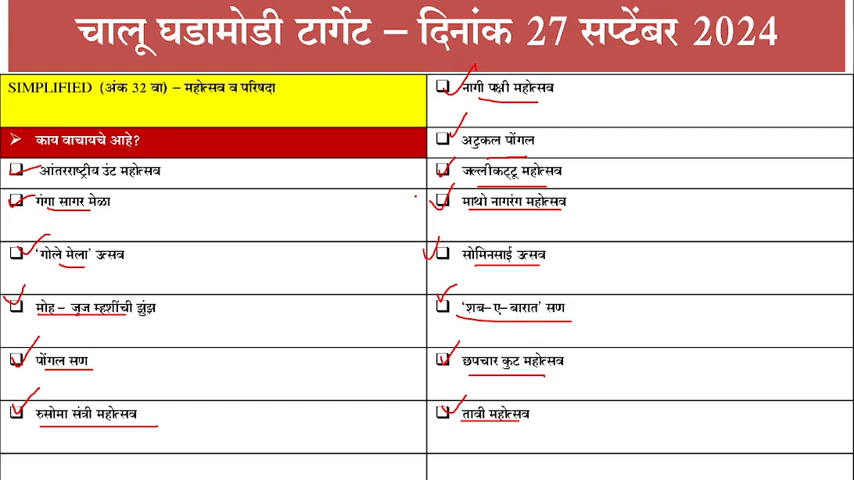 चालू घडामोडी टार्गेट – दिनांक 27 सप्टेंबर 2024
SIMPLIFIED (अंक 32 वा) – महोत्सव व परिषदा
काय वाचायचे आहे?
आंतरराष्ट्रीय उंट महोत्सव
गंगा सागर मेळा
'गोले मेला' उत्सव
मोह – जुज म्हशींची झुंझ
पोंगल सण
रुसोमा संत्री महोत्सव
नागी पक्षी महोत्सव
अटुकल पोंगल
जल्लीकट्टू महोत्सव
माथो नागरंग महोत्सव
सोमिनसाई उत्सव
'शब–ए–बारात' सण
छपचार कुट महोत्सव
तावी महोत्सव